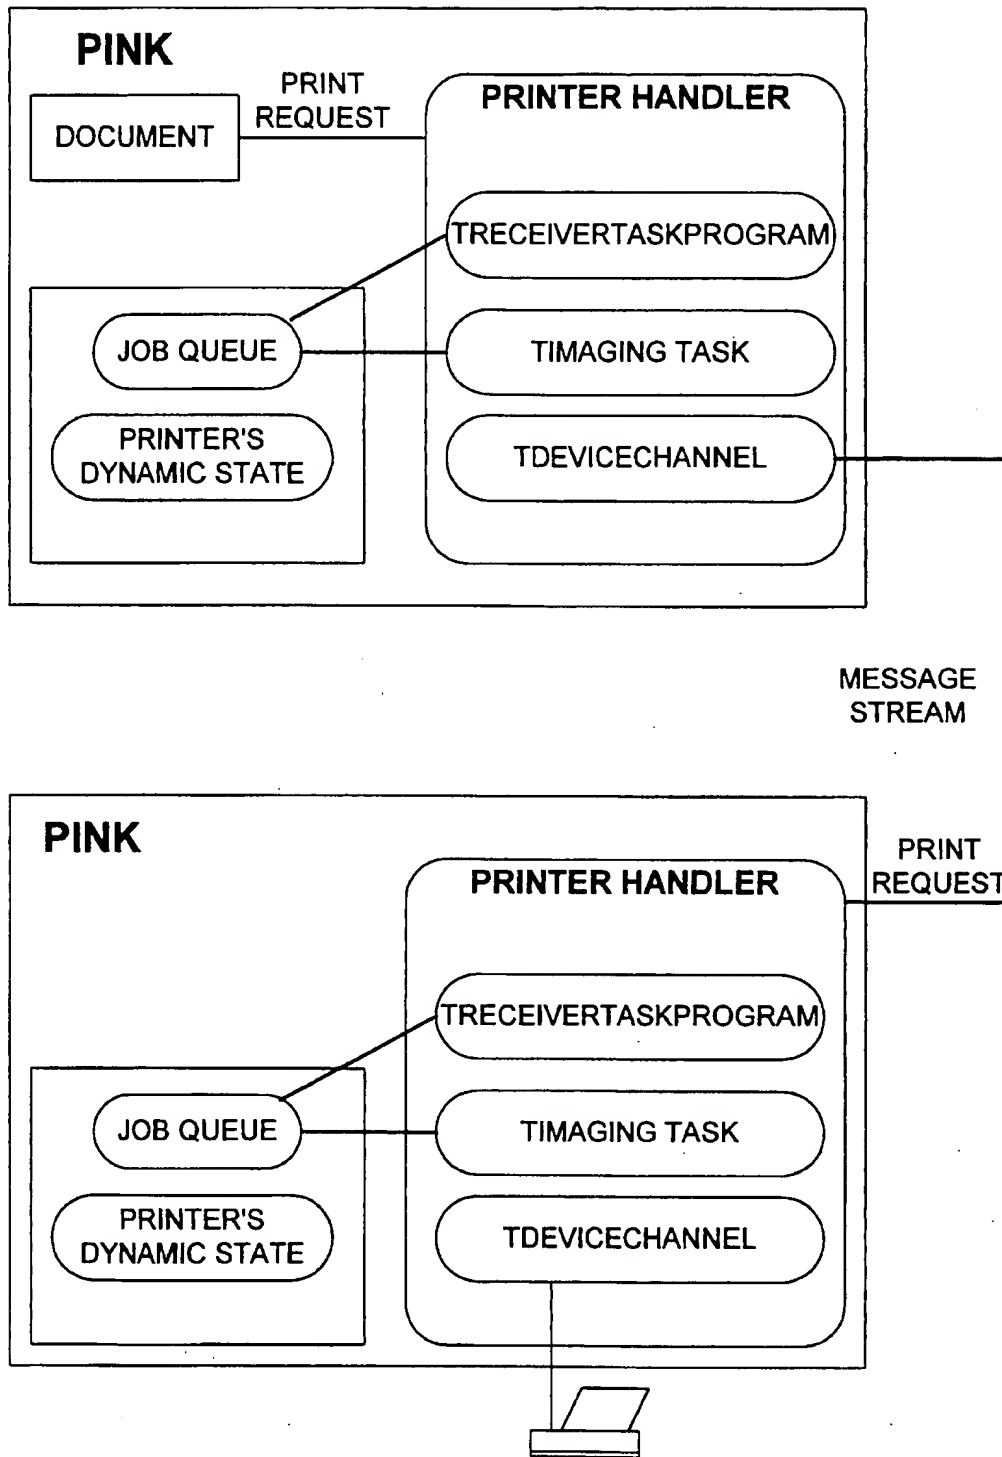 PINK
PRINT
REQUEST
DOCUMENT
PRINTER HANDLER
TRECEIVERTASKPROGRAM
JOB QUEUE
TIMAGING TASK
PRINTER'S
DYNAMIC STATE
TDEVICECHANNEL
MESSAGE
STREAM
PINK
PRINT
REQUEST
PRINTER HANDLER
TRECEIVERTASKPROGRAM
JOB QUEUE
TIMAGING TASK
PRINTER'S
DYNAMIC STATE
TDEVICECHANNEL